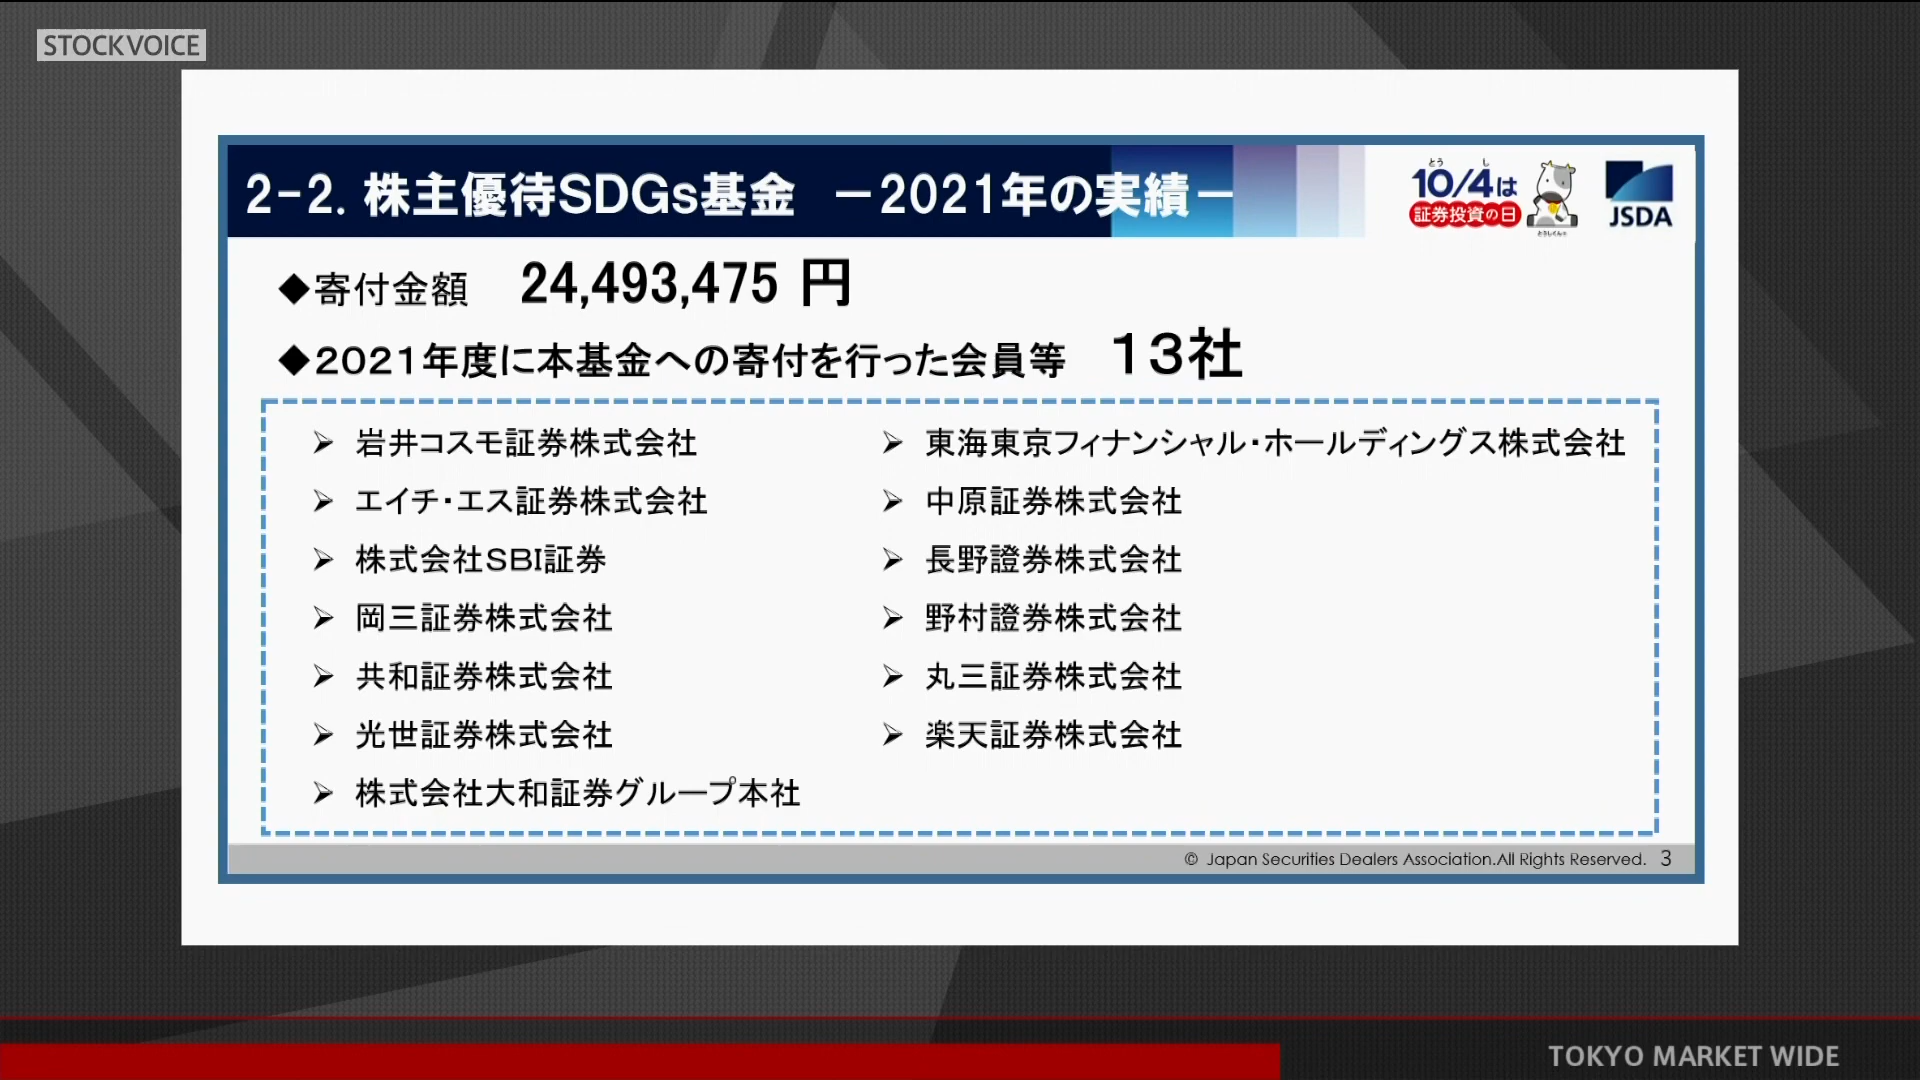 STOCKVOICE
2-2. 株主優待SDGs基金 －2021年の実績－
とう し
10/4は
証券投資の日
とうしくん®
JSDA
◆寄付金額 24,493,475 円
◆2021年度に本基金への寄付を行った会員等 13社
➢ 岩井コスモ証券株式会社
➢ エイチ・エス証券株式会社
➢ 株式会社SBI証券
➢ 岡三証券株式会社
➢ 共和証券株式会社
➢ 光世証券株式会社
➢ 株式会社大和証券グループ本社
➢ 東海東京フィナンシャル・ホールディングス株式会社
➢ 中原証券株式会社
➢ 長野證券株式会社
➢ 野村證券株式会社
➢ 丸三証券株式会社
➢ 楽天証券株式会社
© Japan Securities Dealers Association.All Rights Reserved. 3
TOKYO MARKET WIDE